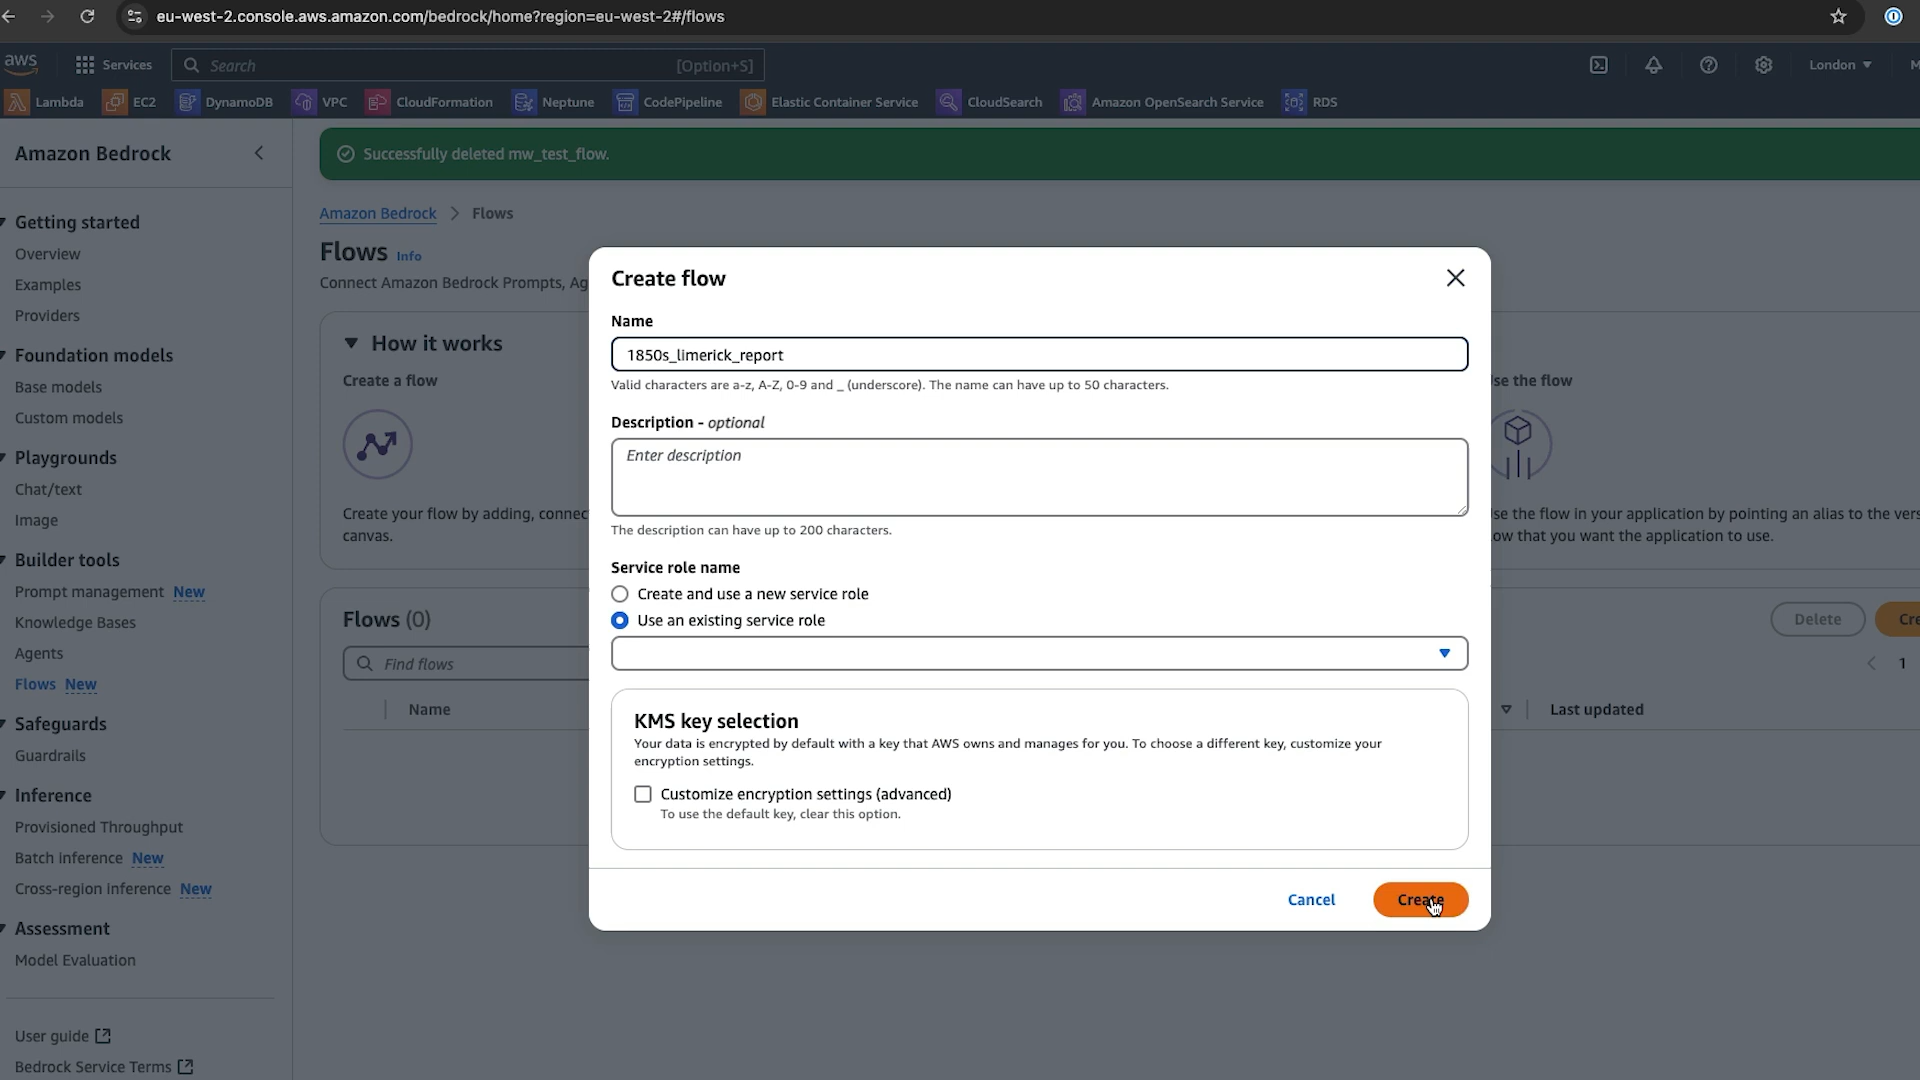 eu-west-2.console.aws.amazon.com/bedrock/home?region=eu-west-2#/flows
aws
Services
Search
[Option+S]
London
Lambda
EC2
DynamoDB
VPC
CloudFormation
Neptune
CodePipeline
Elastic Container Service
CloudSearch
Amazon OpenSearch Service
RDS
Amazon Bedrock
Getting started
Overview
Examples
Providers
Foundation models
Base models
Custom models
Playgrounds
Chat/text
Image
Builder tools
Prompt management New
Knowledge Bases
Agents
Flows New
Safeguards
Guardrails
Inference
Provisioned Throughput
Batch inference New
Cross-region inference New
Assessment
Model Evaluation
User guide
Bedrock Service Terms
Successfully deleted mw_test_flow.
Amazon Bedrock > Flows
Flows Info
Connect Amazon Bedrock Prompts,
How it works
Create a flow
Create your flow by adding,
canvas.
the flow
the flow in your application by pointing an alias to the
that you want the application to use.
Flows (0)
Find flows
Delete
1
Name
Last updated
Create flow
Name
1850s_limerick_report
Valid characters are a-z, A-Z, 0-9 and _ (underscore). The name can have up to 50 characters.
Description - optional
Enter description
The description can have up to 200 characters.
Service role name
Create and use a new service role
Use an existing service role
KMS key selection
Your data is encrypted by default with a key that AWS owns and manages for you. To choose a different key, customize your
encryption settings.
Customize encryption settings (advanced)
To use the default key, clear this option.
Cancel
Create